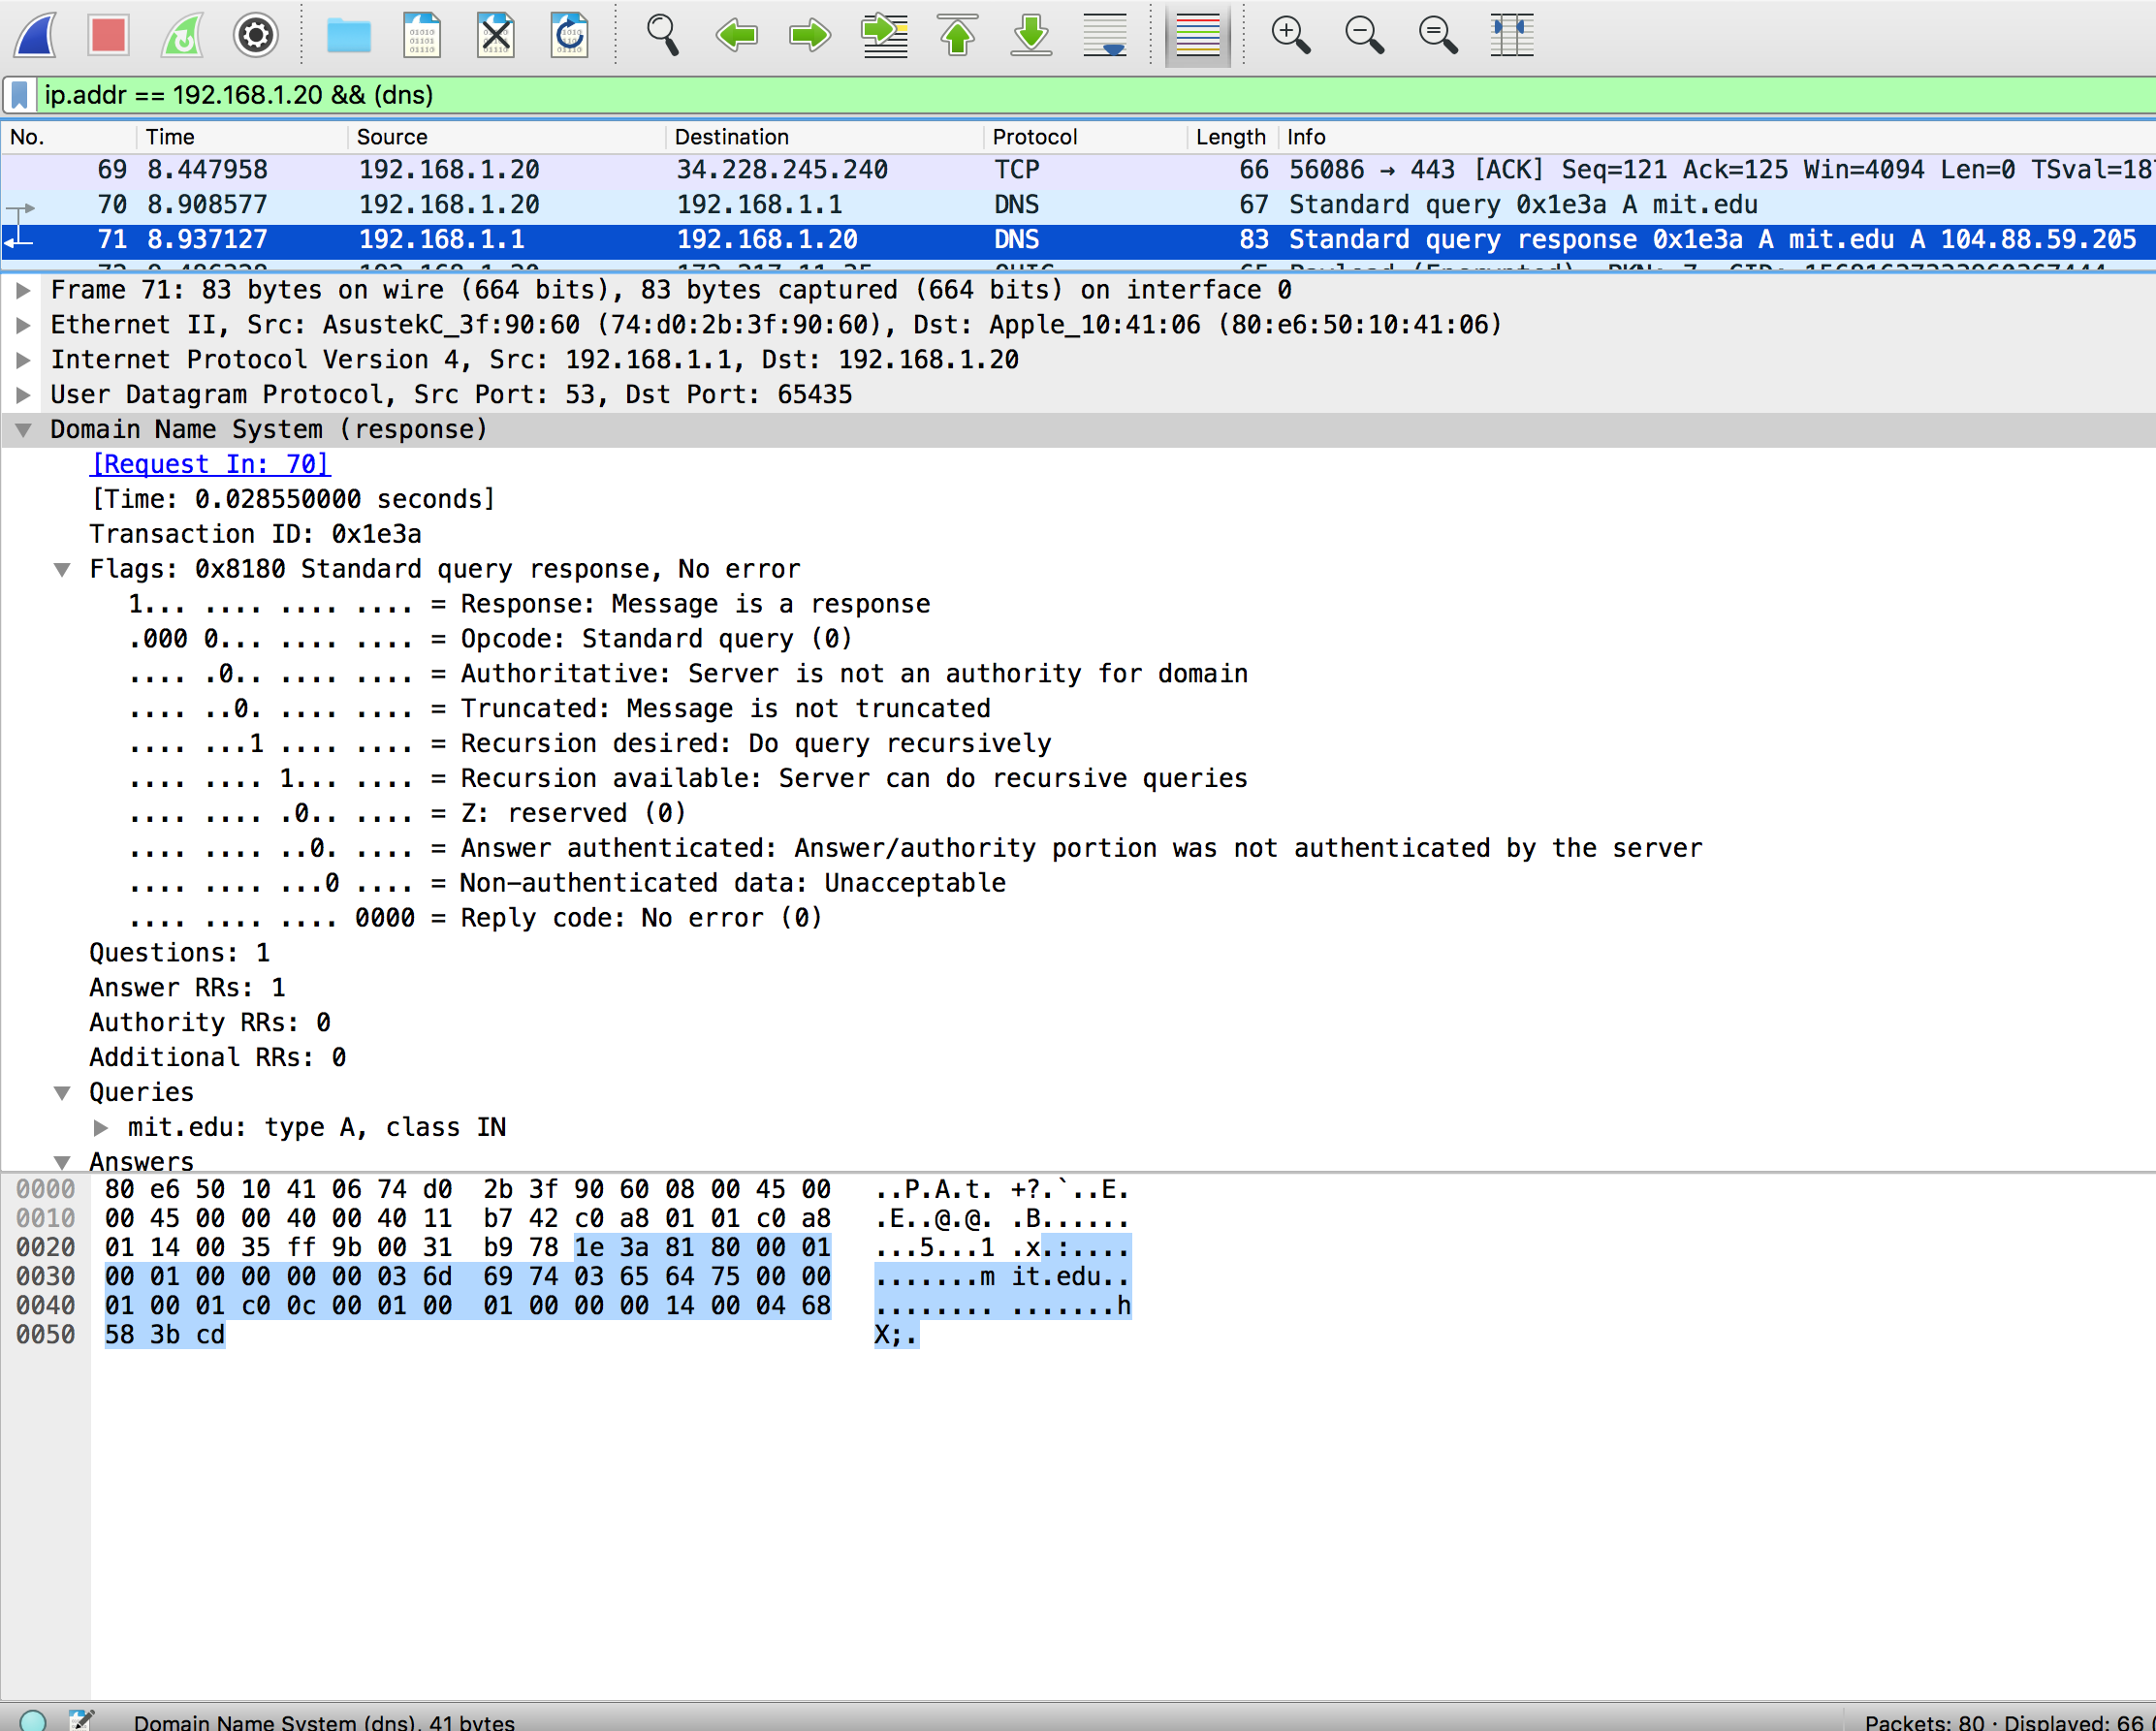 ip.addr == 192.168.1.20 && (dns)
No. Time Source Destination Protocol Length Info
69 8.447958 192.168.1.20 34.228.245.240 TCP 66 56086 → 443 [ACK] Seq=121 Ack=125 Win=4094 Len=0 TSval=18
70 8.908577 192.168.1.20 192.168.1.1 DNS 67 Standard query 0x1e3a A mit.edu
71 8.937127 192.168.1.1 192.168.1.20 DNS 83 Standard query response 0x1e3a A mit.edu A 104.88.59.205
Frame 71: 83 bytes on wire (664 bits), 83 bytes captured (664 bits) on interface 0
Ethernet II, Src: AsustekC_3f:90:60 (74:d0:2b:3f:90:60), Dst: Apple_10:41:06 (80:e6:50:10:41:06)
Internet Protocol Version 4, Src: 192.168.1.1, Dst: 192.168.1.20
User Datagram Protocol, Src Port: 53, Dst Port: 65435
Domain Name System (response)
[Request In: 70]
[Time: 0.028550000 seconds]
Transaction ID: 0x1e3a
Flags: 0x8180 Standard query response, No error
1... .... .... .... = Response: Message is a response
.000 0... .... .... = Opcode: Standard query (0)
.... .0.. .... .... = Authoritative: Server is not an authority for domain
.... ..0. .... .... = Truncated: Message is not truncated
.... ...1 .... .... = Recursion desired: Do query recursively
.... .... 1... .... = Recursion available: Server can do recursive queries
.... .... .0.. .... = Z: reserved (0)
.... .... ..0. .... = Answer authenticated: Answer/authority portion was not authenticated by the server
.... .... ...0 .... = Non-authenticated data: Unacceptable
.... .... .... 0000 = Reply code: No error (0)
Questions: 1
Answer RRs: 1
Authority RRs: 0
Additional RRs: 0
Queries
mit.edu: type A, class IN
Answers
0000 80 e6 50 10 41 06 74 d0 2b 3f 90 60 08 00 45 00 ..P.A.t. +?.`..E.
0010 00 45 00 00 40 00 40 11 b7 42 c0 a8 01 01 c0 a8 .E..@.@. .B......
0020 01 14 00 35 ff 9b 00 31 b9 78 1e 3a 81 80 00 01 ...5...1 .x.:....
0030 00 01 00 00 00 00 03 6d 69 74 03 65 64 75 00 00 .......m it.edu..
0040 01 00 01 c0 0c 00 01 00 01 00 00 00 14 00 04 68 ........ .......h
0050 58 3b cd X;.
Domain Name System (dns), 41 bytes Packets: 80 · Displayed: 66